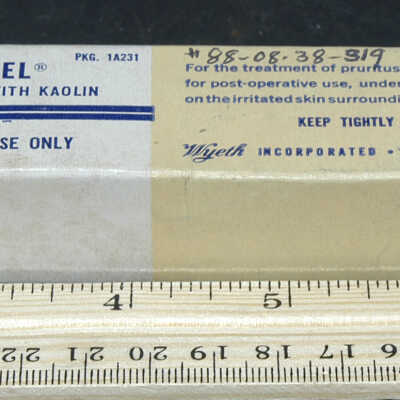 PKG. 1A231
# 88-08-38-319
EL®
WITH KAOLIN
SE ONLY
For the treatment of pruritus
for post-operative use, under
on the irritated skin surroundi
KEEP TIGHTLY
Wyeth INCORPORATED
4 5
22 21 20 19 18 17 16